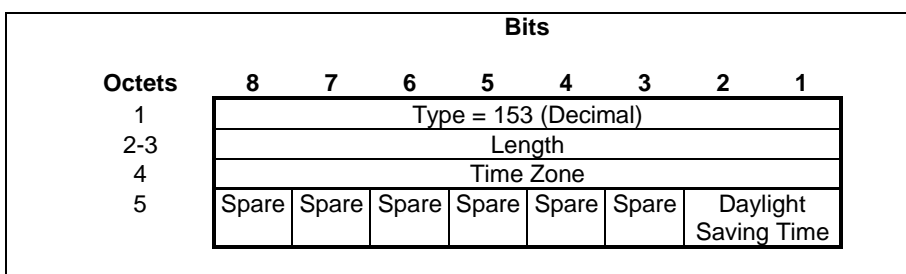 Bits
Octets 8 7 6 5 4 3 2 1
1 Type = 153 (Decimal)
2-3 Length
4 Time Zone
5 Spare Spare Spare Spare Spare Spare Daylight
Saving Time